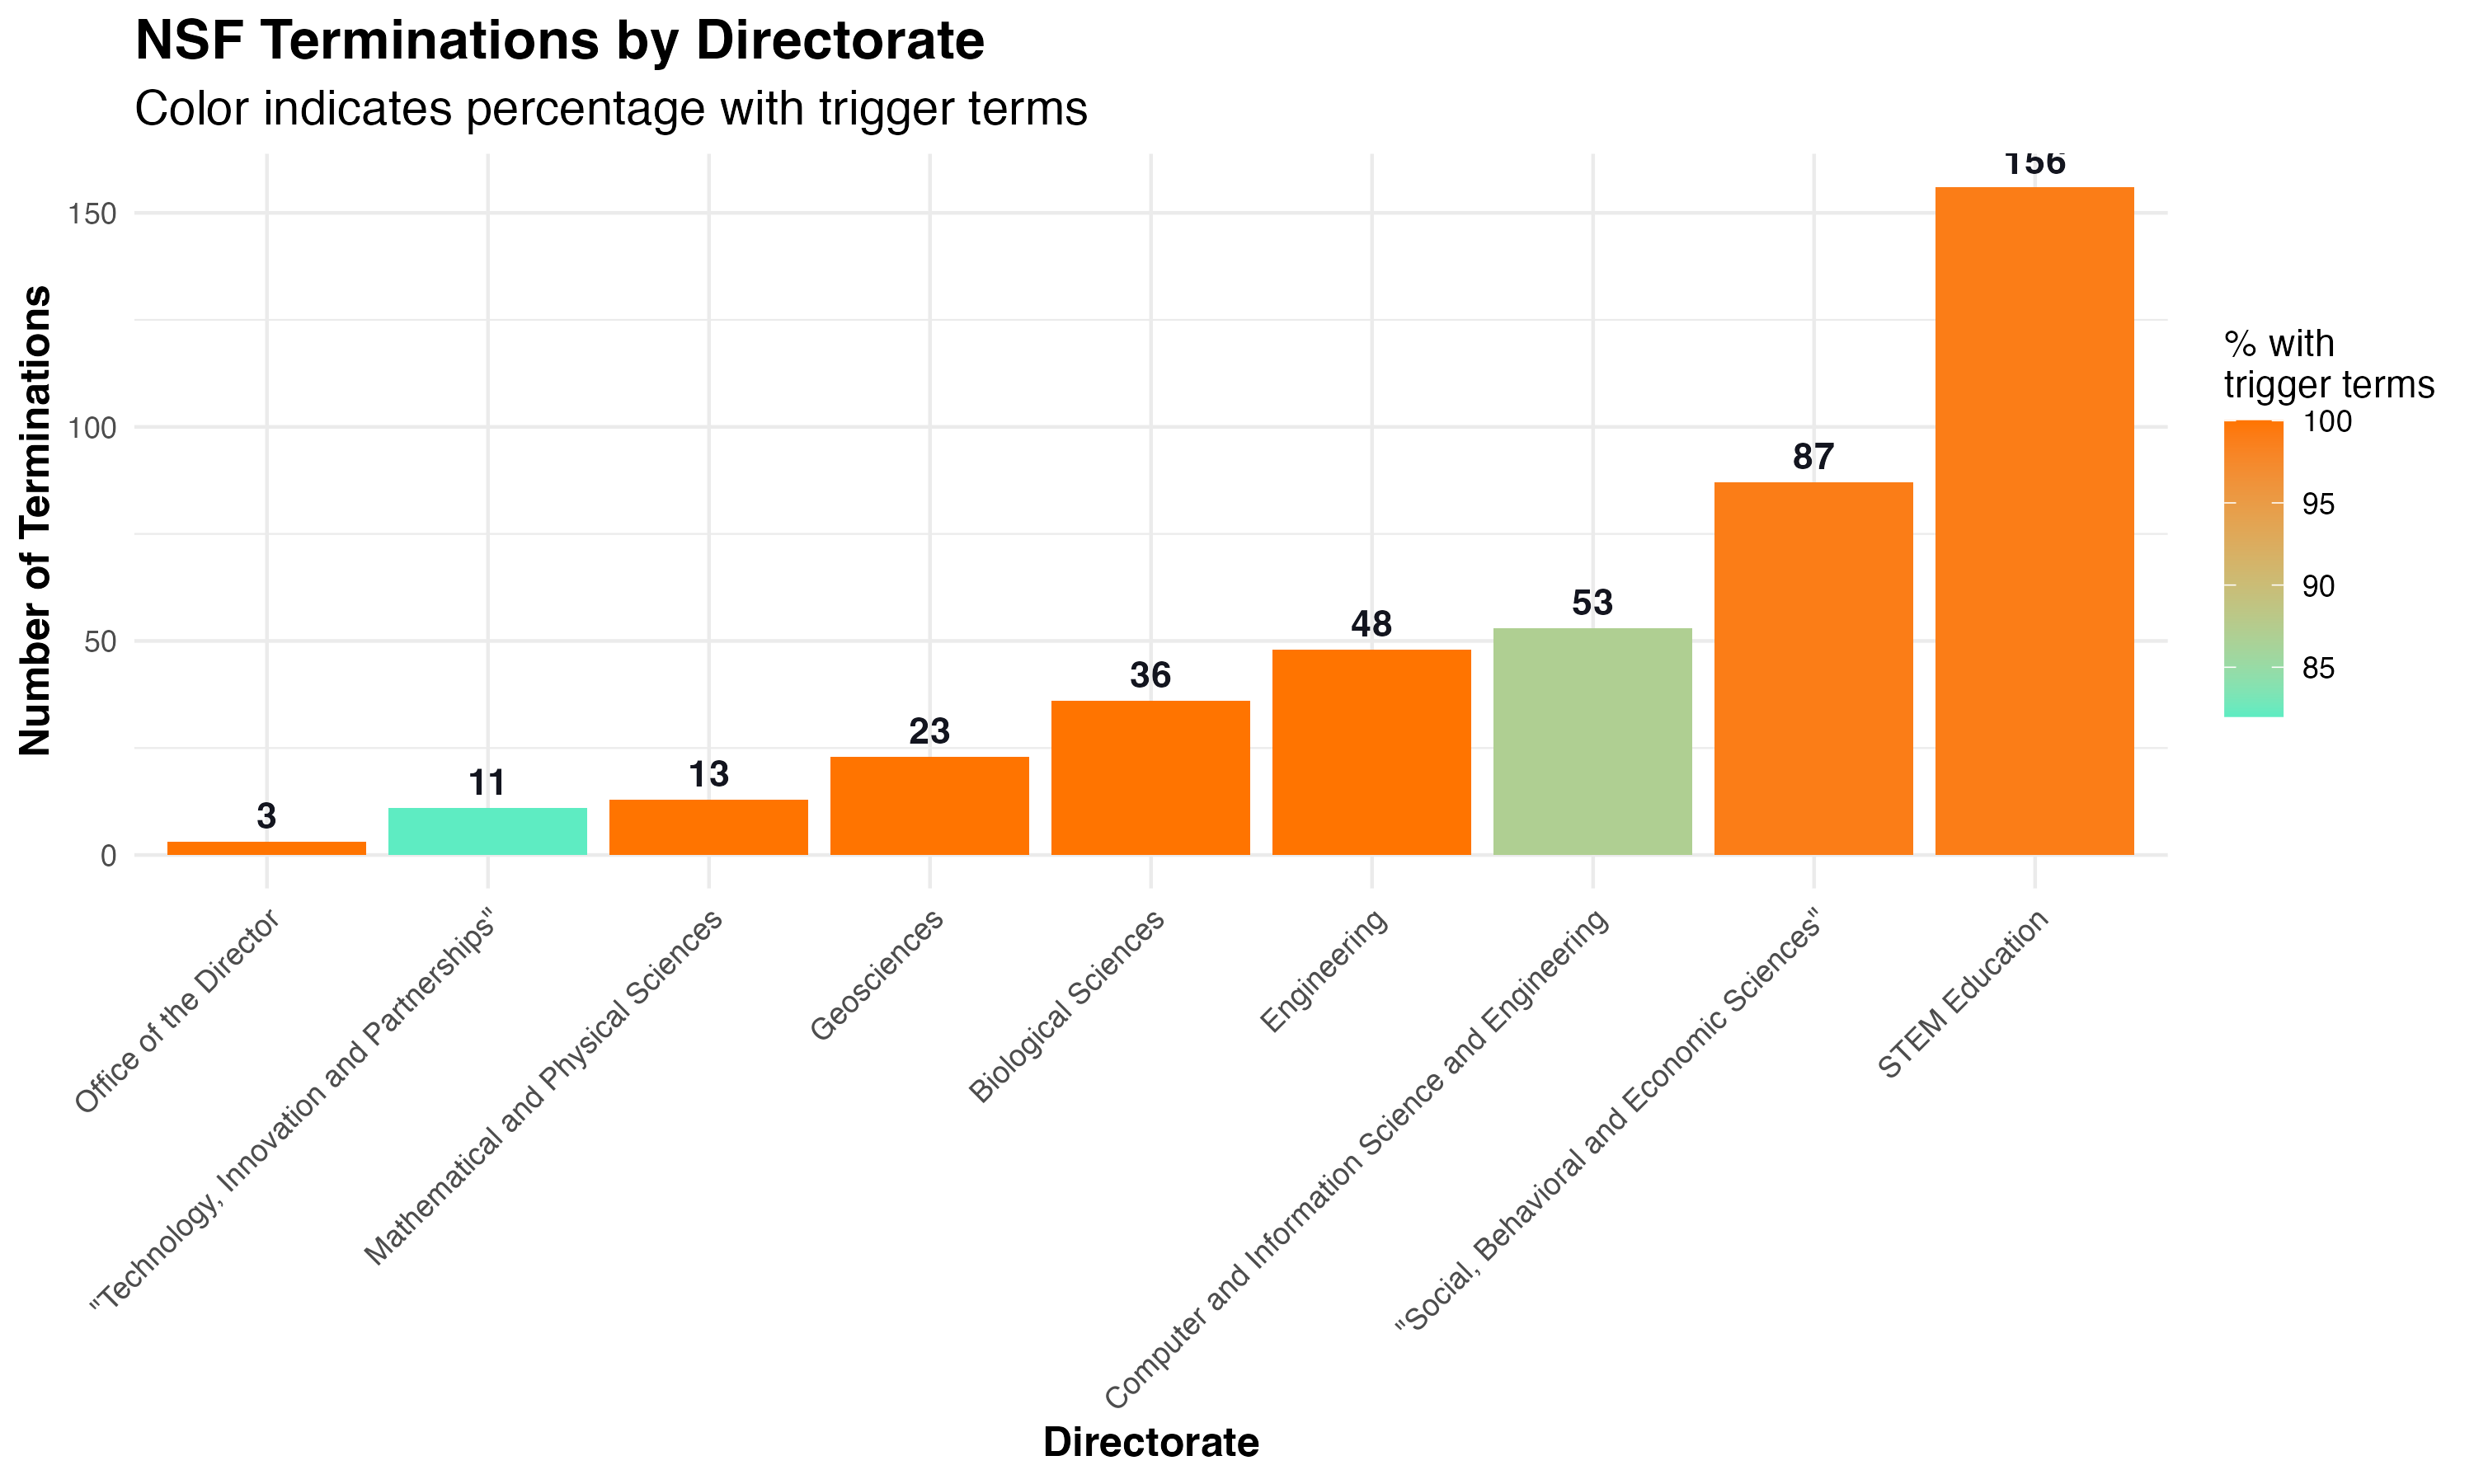 NSF Terminations by Directorate
Color indicates percentage with trigger terms
Number of Terminations
150
100
50
0
3
11
13
23
36
48
53
87
156
% with
trigger terms
100
95
90
85
Office of the Director
"Technology, Innovation and Partnerships"
Mathematical and Physical Sciences
Geosciences
Biological Sciences
Engineering
Computer and Information Science and Engineering
"Social, Behavioral and Economic Sciences"
STEM Education
Directorate